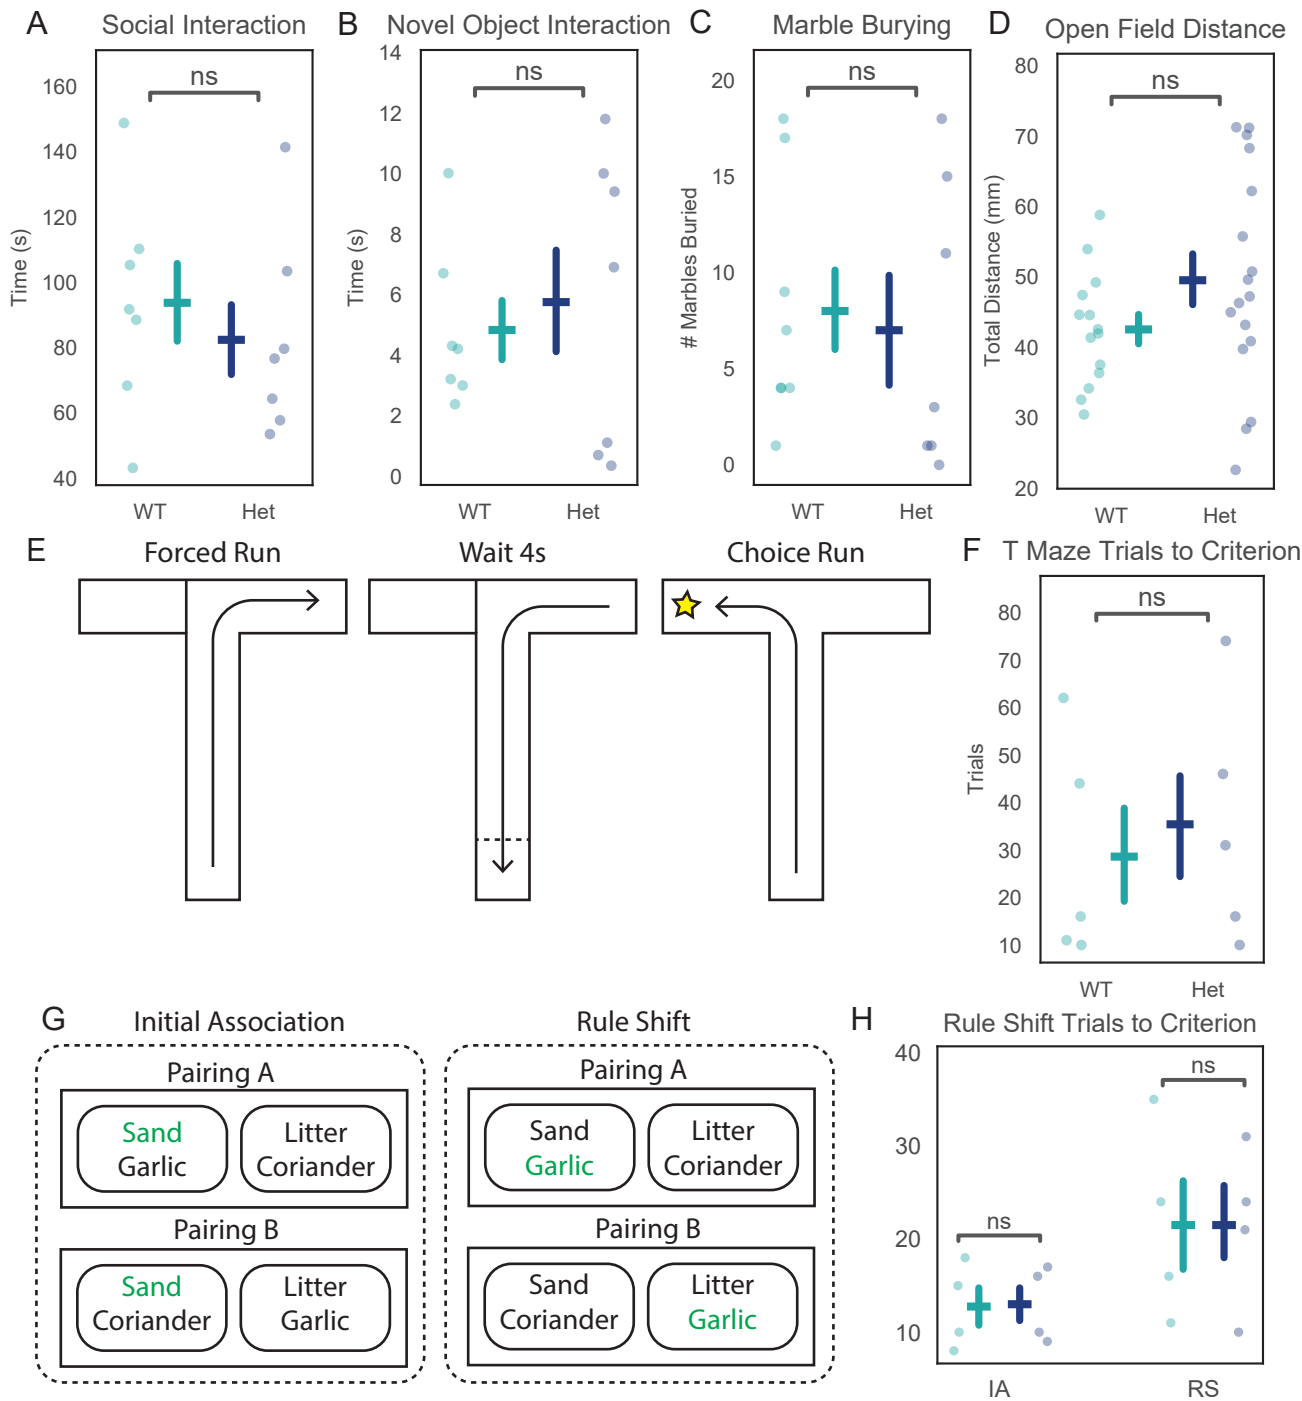 A Social Interaction
Time (s)
160
140
120
100
80
60
40
ns
WT Het
B Novel Object Interaction
Time (s)
14
12
10
8
6
4
2
0
ns
WT Het
C Marble Burying
# Marbles Buried
20
15
10
5
0
ns
WT Het
D Open Field Distance
Total Distance (mm)
80
70
60
50
40
30
20
ns
WT Het
E
Forced Run Wait 4s Choice Run
F T Maze Trials to Criterion
Trials
80
70
60
50
40
30
20
10
ns
WT Het
G
Initial Association
Pairing A
Sand
Garlic
Litter
Coriander
Pairing B
Sand
Coriander
Litter
Garlic
Rule Shift
Pairing A
Sand
Garlic
Litter
Coriander
Pairing B
Sand
Coriander
Litter
Garlic
H Rule Shift Trials to Criterion
40
30
20
10
ns
ns
IA RS